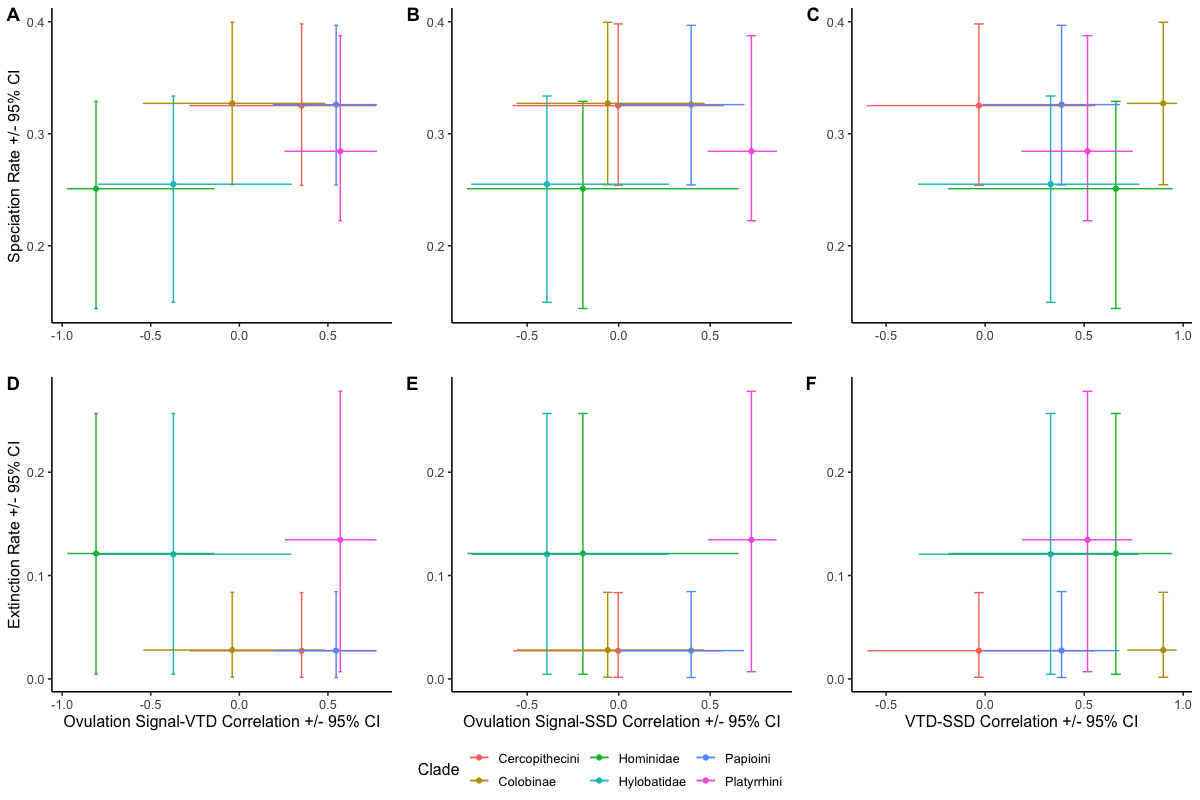 A
B
C
Speciation Rate +/- 95% CI
0.4
0.3
0.2
-1.0
-0.5
0.0
0.5
0.4
0.3
0.2
-0.5
0.0
0.5
0.4
0.3
0.2
-0.5
0.0
0.5
1.0
D
E
F
Extinction Rate +/- 95% CI
0.2
0.1
0.0
-1.0
-0.5
0.0
0.5
Ovulation Signal-VTD Correlation +/- 95% CI
0.2
0.1
0.0
-0.5
0.0
0.5
Ovulation Signal-SSD Correlation +/- 95% CI
0.2
0.1
0.0
-0.5
0.0
0.5
1.0
VTD-SSD Correlation +/- 95% CI
Clade
Cercopithecini
Hominidae
Papioini
Colobinae
Hylobatidae
Platyrrhini